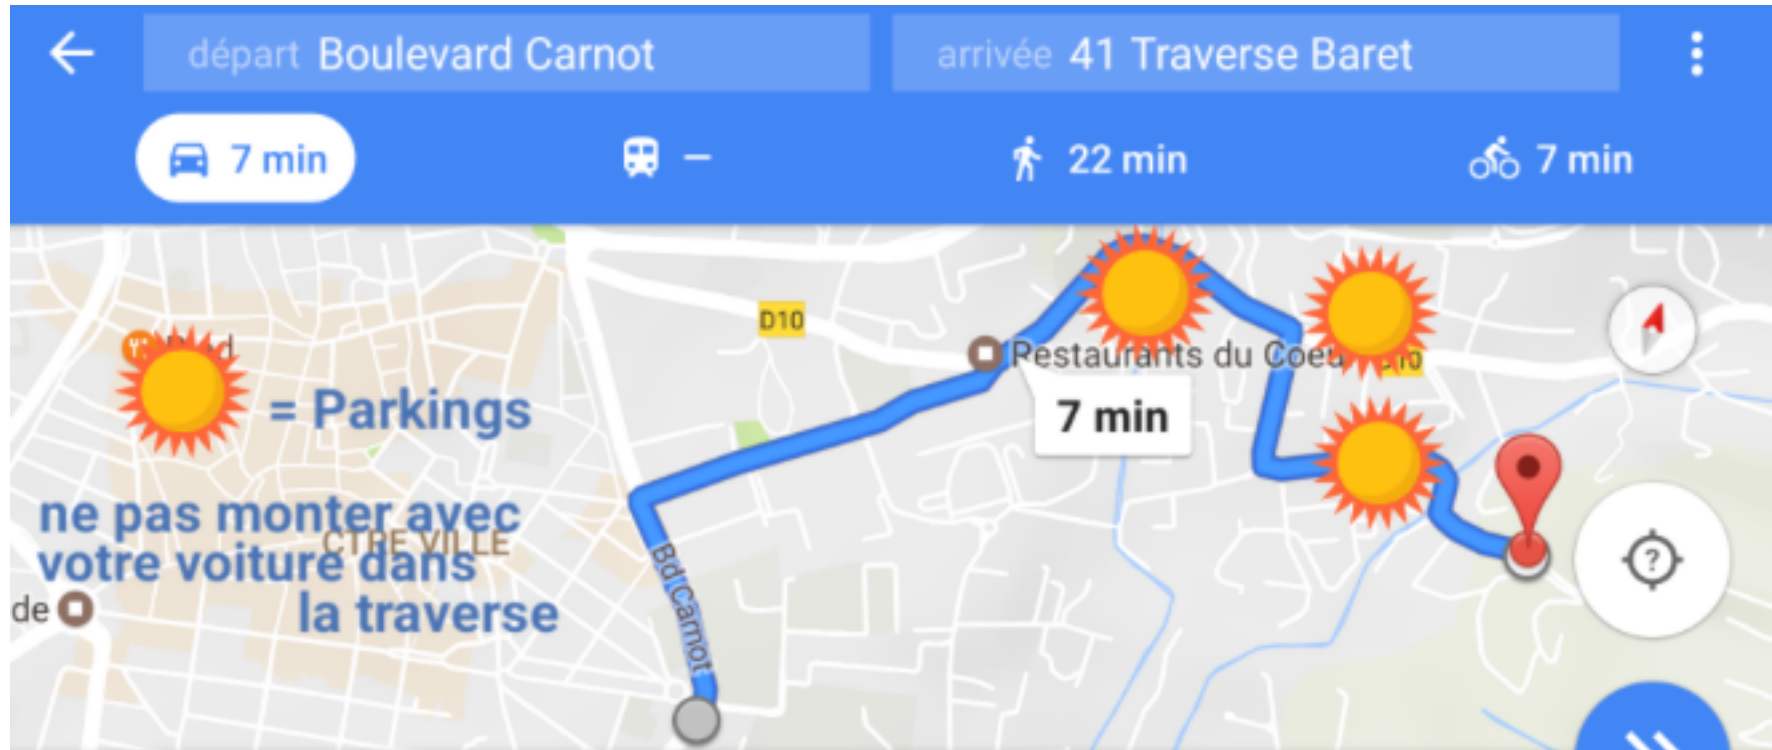 départ Boulevard Carnot
arrivée 41 Traverse Baret
7 min
–
22 min
7 min
D10
Restaurants du Coeu
10
7 min
= Parkings
ne pas monter avec
votre voiture dans
la traverse
CTRE VILLE
de
Bd Carnot
?